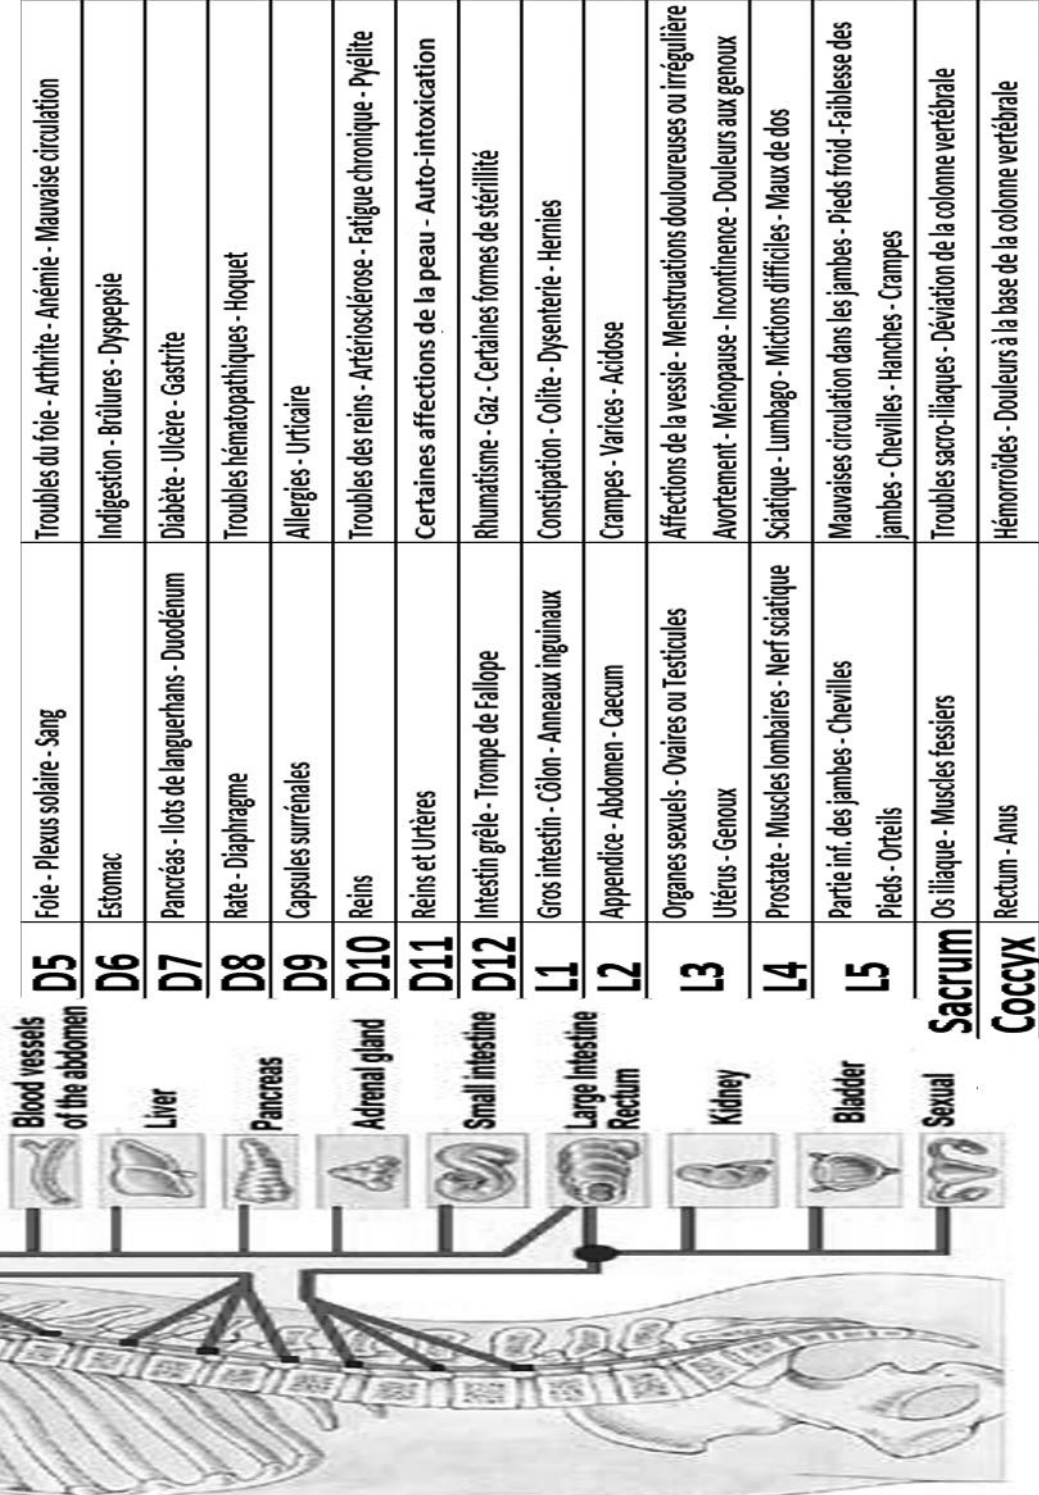 Blood vessels
of the abdomen
Liver
Pancreas
Adrenal gland
Small intestine
Large Intestine
Rectum
Kidney
Bladder
Sexual
D5 Foie - Plexus solaire - Sang Troubles du foie - Arthrite - Anémie - Mauvaise circulation
D6 Estomac Indigestion - Brûlures - Dyspepsie
D7 Pancréas - Ilots de languerhans - Duodénum Diabète - Ulcère - Gastrite
D8 Rate - Diaphragme Troubles hématopathiques - Hoquet
D9 Capsules surrénales Allergies - Urticaire
D10 Reins Troubles des reins - Artériosclérose - Fatigue chronique - Pyélite
D11 Reins et Urtères Certaines affections de la peau - Auto-intoxication
D12 Intestin grêle - Trompe de Fallope Rhumatisme - Gaz - Certaines formes de stérillité
L1 Gros intestin - Côlon - Anneaux inguinaux Constipation - Colite - Dysenterie - Hernies
L2 Appendice - Abdomen - Caecum Crampes - Varices - Acidose
L3 Organes sexuels - Ovaires ou Testicules Affections de la vessie - Menstruations douloureuses ou irrégulière
Utérus - Genoux Avortement - Ménopause - Incontinence - Douleurs aux genoux
L4 Prostate - Muscles lombaires - Nerf sciatique Sciatique - Lumbago - Mictions difficiles - Maux de dos
L5 Partie inf. des jambes - Chevilles Mauvaises circulation dans les jambes - Pieds froid -Faiblesse des
Pieds - Orteils jambes - Chevilles - Hanches - Crampes
Sacrum Os iliaque - Muscles fessiers Troubles sacro-iliaques - Déviation de la colonne vertébrale
Coccyx Rectum - Anus Hémorroïdes - Douleurs à la base de la colonne vertébrale